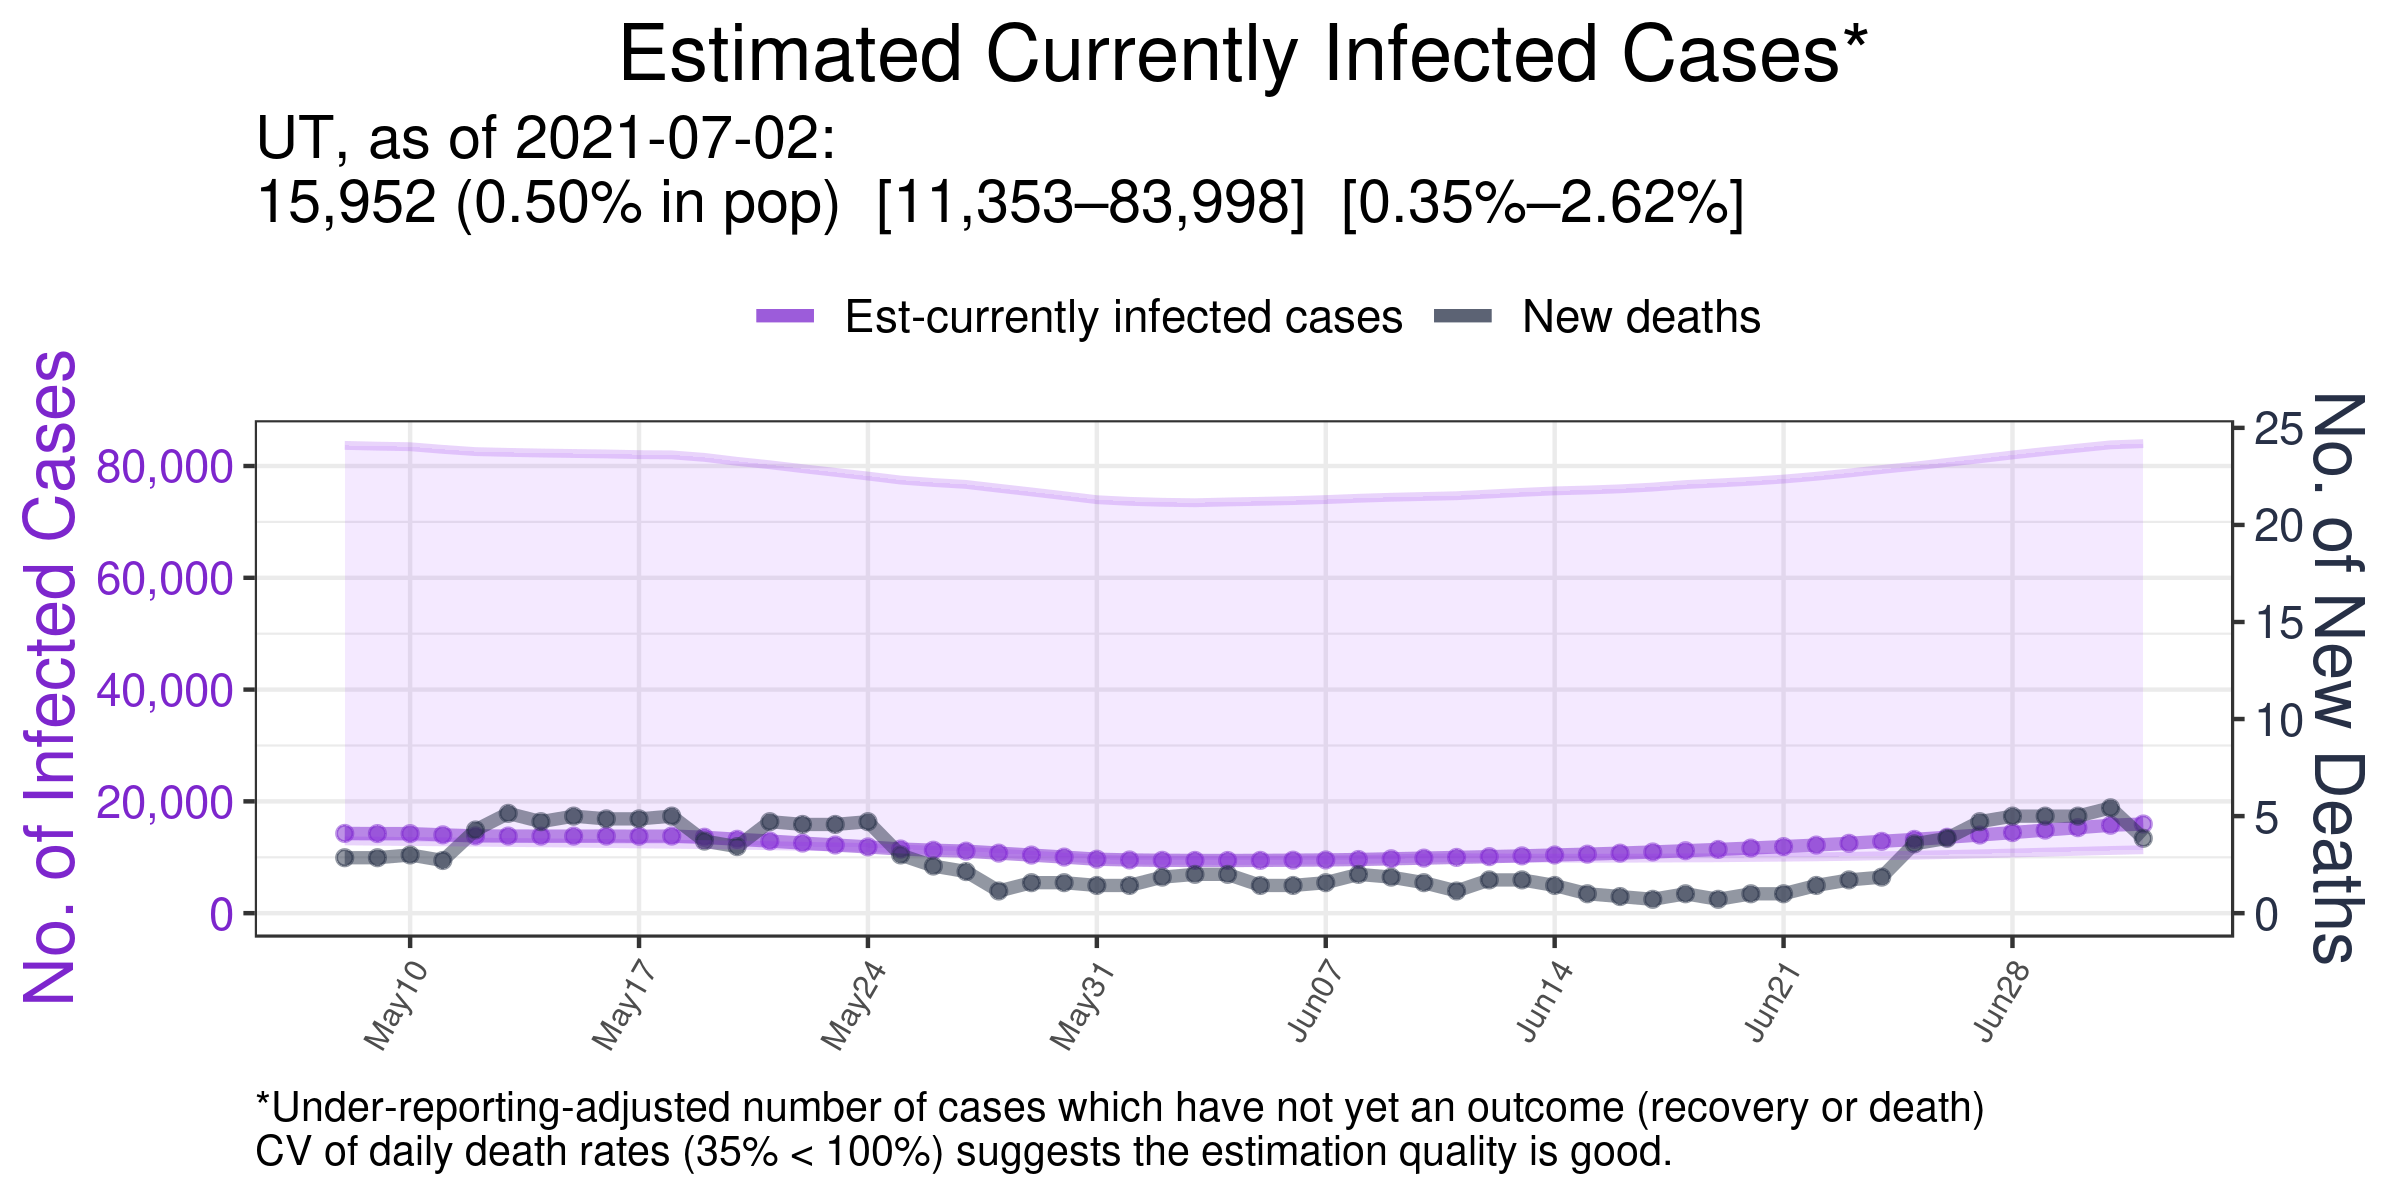 Estimated Currently Infected Cases*
UT, as of 2021-07-02:
15,952 (0.50% in pop)  [11,353–83,998]  [0.35%–2.62%]
Est-currently infected cases
New deaths
No. of Infected Cases
80,000
60,000
40,000
20,000
0
25
20
15
10
5
0
No. of New Deaths
May10
May17
May24
May31
Jun07
Jun14
Jun21
Jun28
*Under-reporting-adjusted number of cases which have not yet an outcome (recovery or death)
CV of daily death rates (35% < 100%) suggests the estimation quality is good.